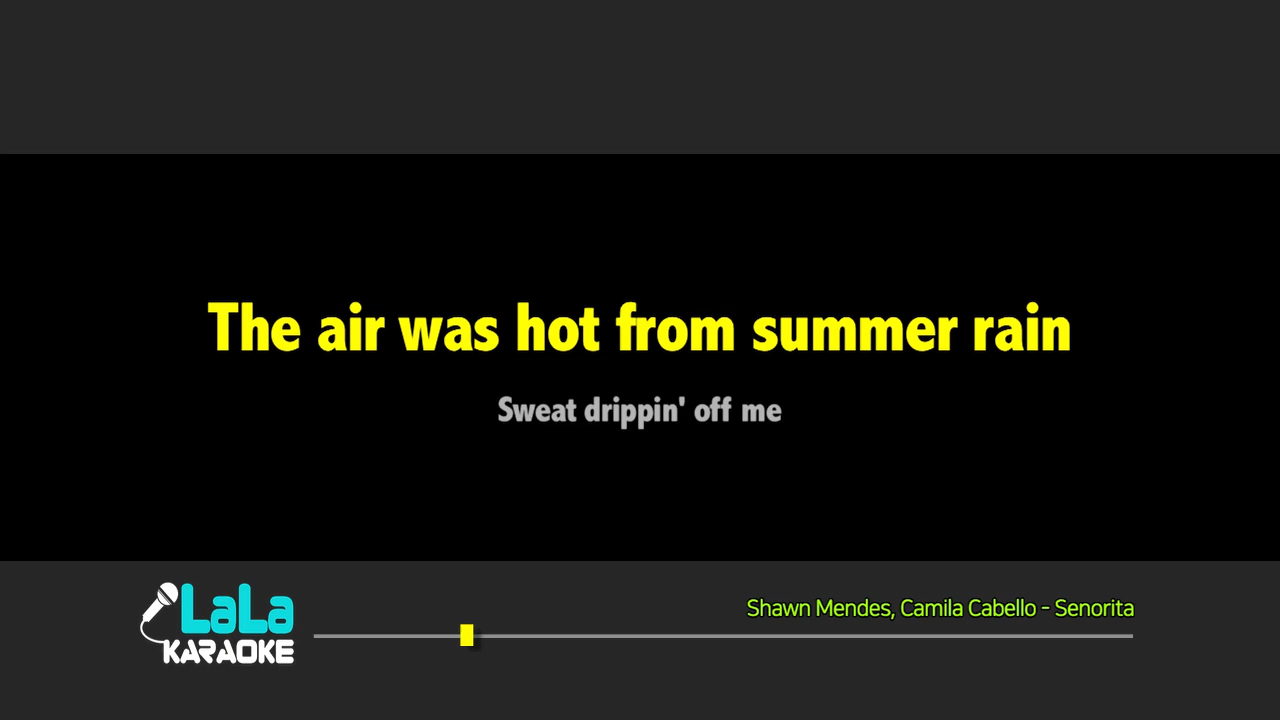 The air was hot from summer rain
Sweat drippin' off me
LaLa
KARAOKE
Shawn Mendes, Camila Cabello - Senorita